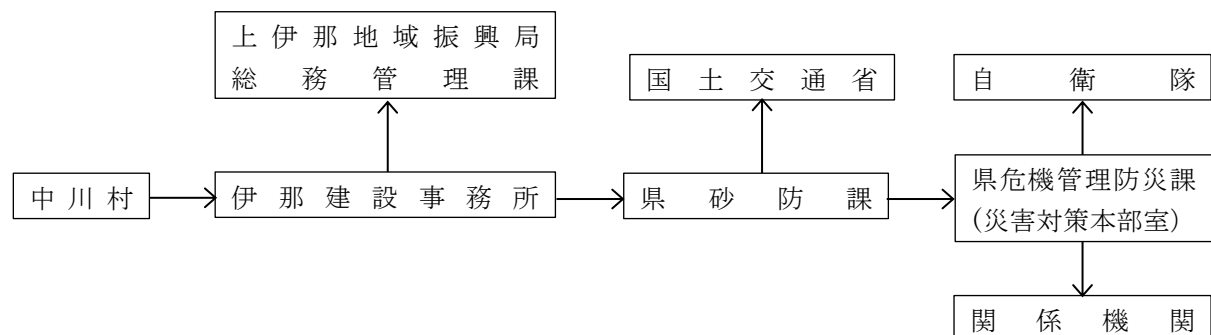 上伊那地域振興局
総務管理課
国土交通省
自衛隊
中川村
伊那建設事務所
県砂防課
県危機管理防災課
(災害対策本部室)
関係機関